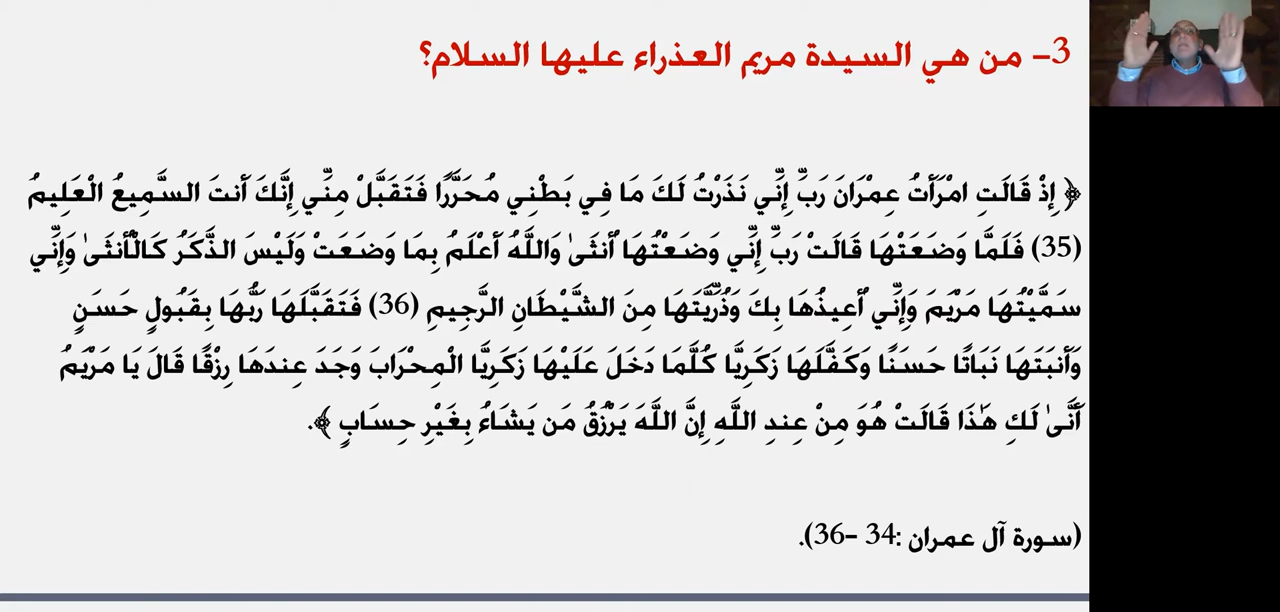 3- من هي السيدة مريم العذراء عليها السلام؟
﴿ إِذْ قَالَتِ امْرَأَتُ عِمْرَانَ رَبِّ إِنِّي نَذَرْتُ لَكَ مَا فِي بَطْنِي مُحَرَّرًا فَتَقَبَّلْ مِنِّي إِنَّكَ أَنتَ السَّمِيعُ الْعَلِيمُ
(35) فَلَمَّا وَضَعَتْهَا قَالَتْ رَبِّ إِنِّي وَضَعْتُهَا أُنثَىٰ وَاللَّهُ أَعْلَمُ بِمَا وَضَعَتْ وَلَيْسَ الذَّكَرُ كَالْأُنثَىٰ وَإِنِّي
سَمَّيْتُهَا مَرْيَمَ وَإِنِّي أُعِيذُهَا بِكَ وَذُرِّيَّتَهَا مِنَ الشَّيْطَانِ الرَّجِيمِ (36) فَتَقَبَّلَهَا رَبُّهَا بِقَبُولٍ حَسَنٍ
وَأَنبَتَهَا نَبَاتًا حَسَنًا وَكَفَّلَهَا زَكَرِيَّا كُلَّمَا دَخَلَ عَلَيْهَا زَكَرِيَّا الْمِحْرَابَ وَجَدَ عِندَهَا رِزْقًا قَالَ يَا مَرْيَمُ
أَنَّىٰ لَكِ هَٰذَا قَالَتْ هُوَ مِنْ عِندِ اللَّهِ إِنَّ اللَّهَ يَرْزُقُ مَن يَشَاءُ بِغَيْرِ حِسَابٍ ﴾.
(سورة آل عمران :34 -36).